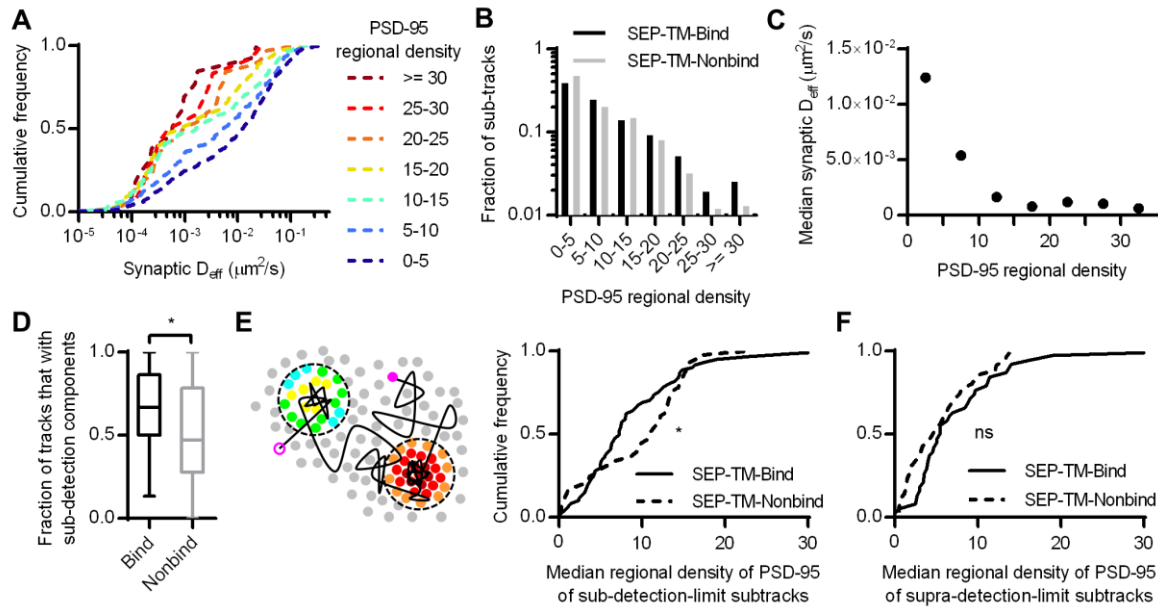 A
Cumulative frequency
1.0
0.5
0.0
10-5
10-4
10-3
10-2
10-1
Synaptic Deff (μm2/s)
PSD-95
regional density
>= 30
25-30
20-25
15-20
10-15
5-10
0-5
B
Fraction of sub-tracks
1
0.1
0.01
SEP-TM-Bind
SEP-TM-Nonbind
0-5
5-10
10-15
15-20
20-25
25-30
>= 30
PSD-95 regional density
C
Median synaptic Deff (μm2/s)
1.5×10-2
1.0×10-2
5.0×10-3
0
0
10
20
30
PSD-95 regional density
D
Fraction of tracks that with
sub-detection components
1.0
0.5
0.0
*
Bind
Nonbind
E
Cumulative frequency
1.0
0.5
0.0
*
SEP-TM-Bind
SEP-TM-Nonbind
0
10
20
30
Median regional density of PSD-95
of sub-detection-limit subtracks
F
1.0
0.5
0.0
ns
SEP-TM-Bind
SEP-TM-Nonbind
0
10
20
30
Median regional density of PSD-95
of supra-detection-limit subtracks